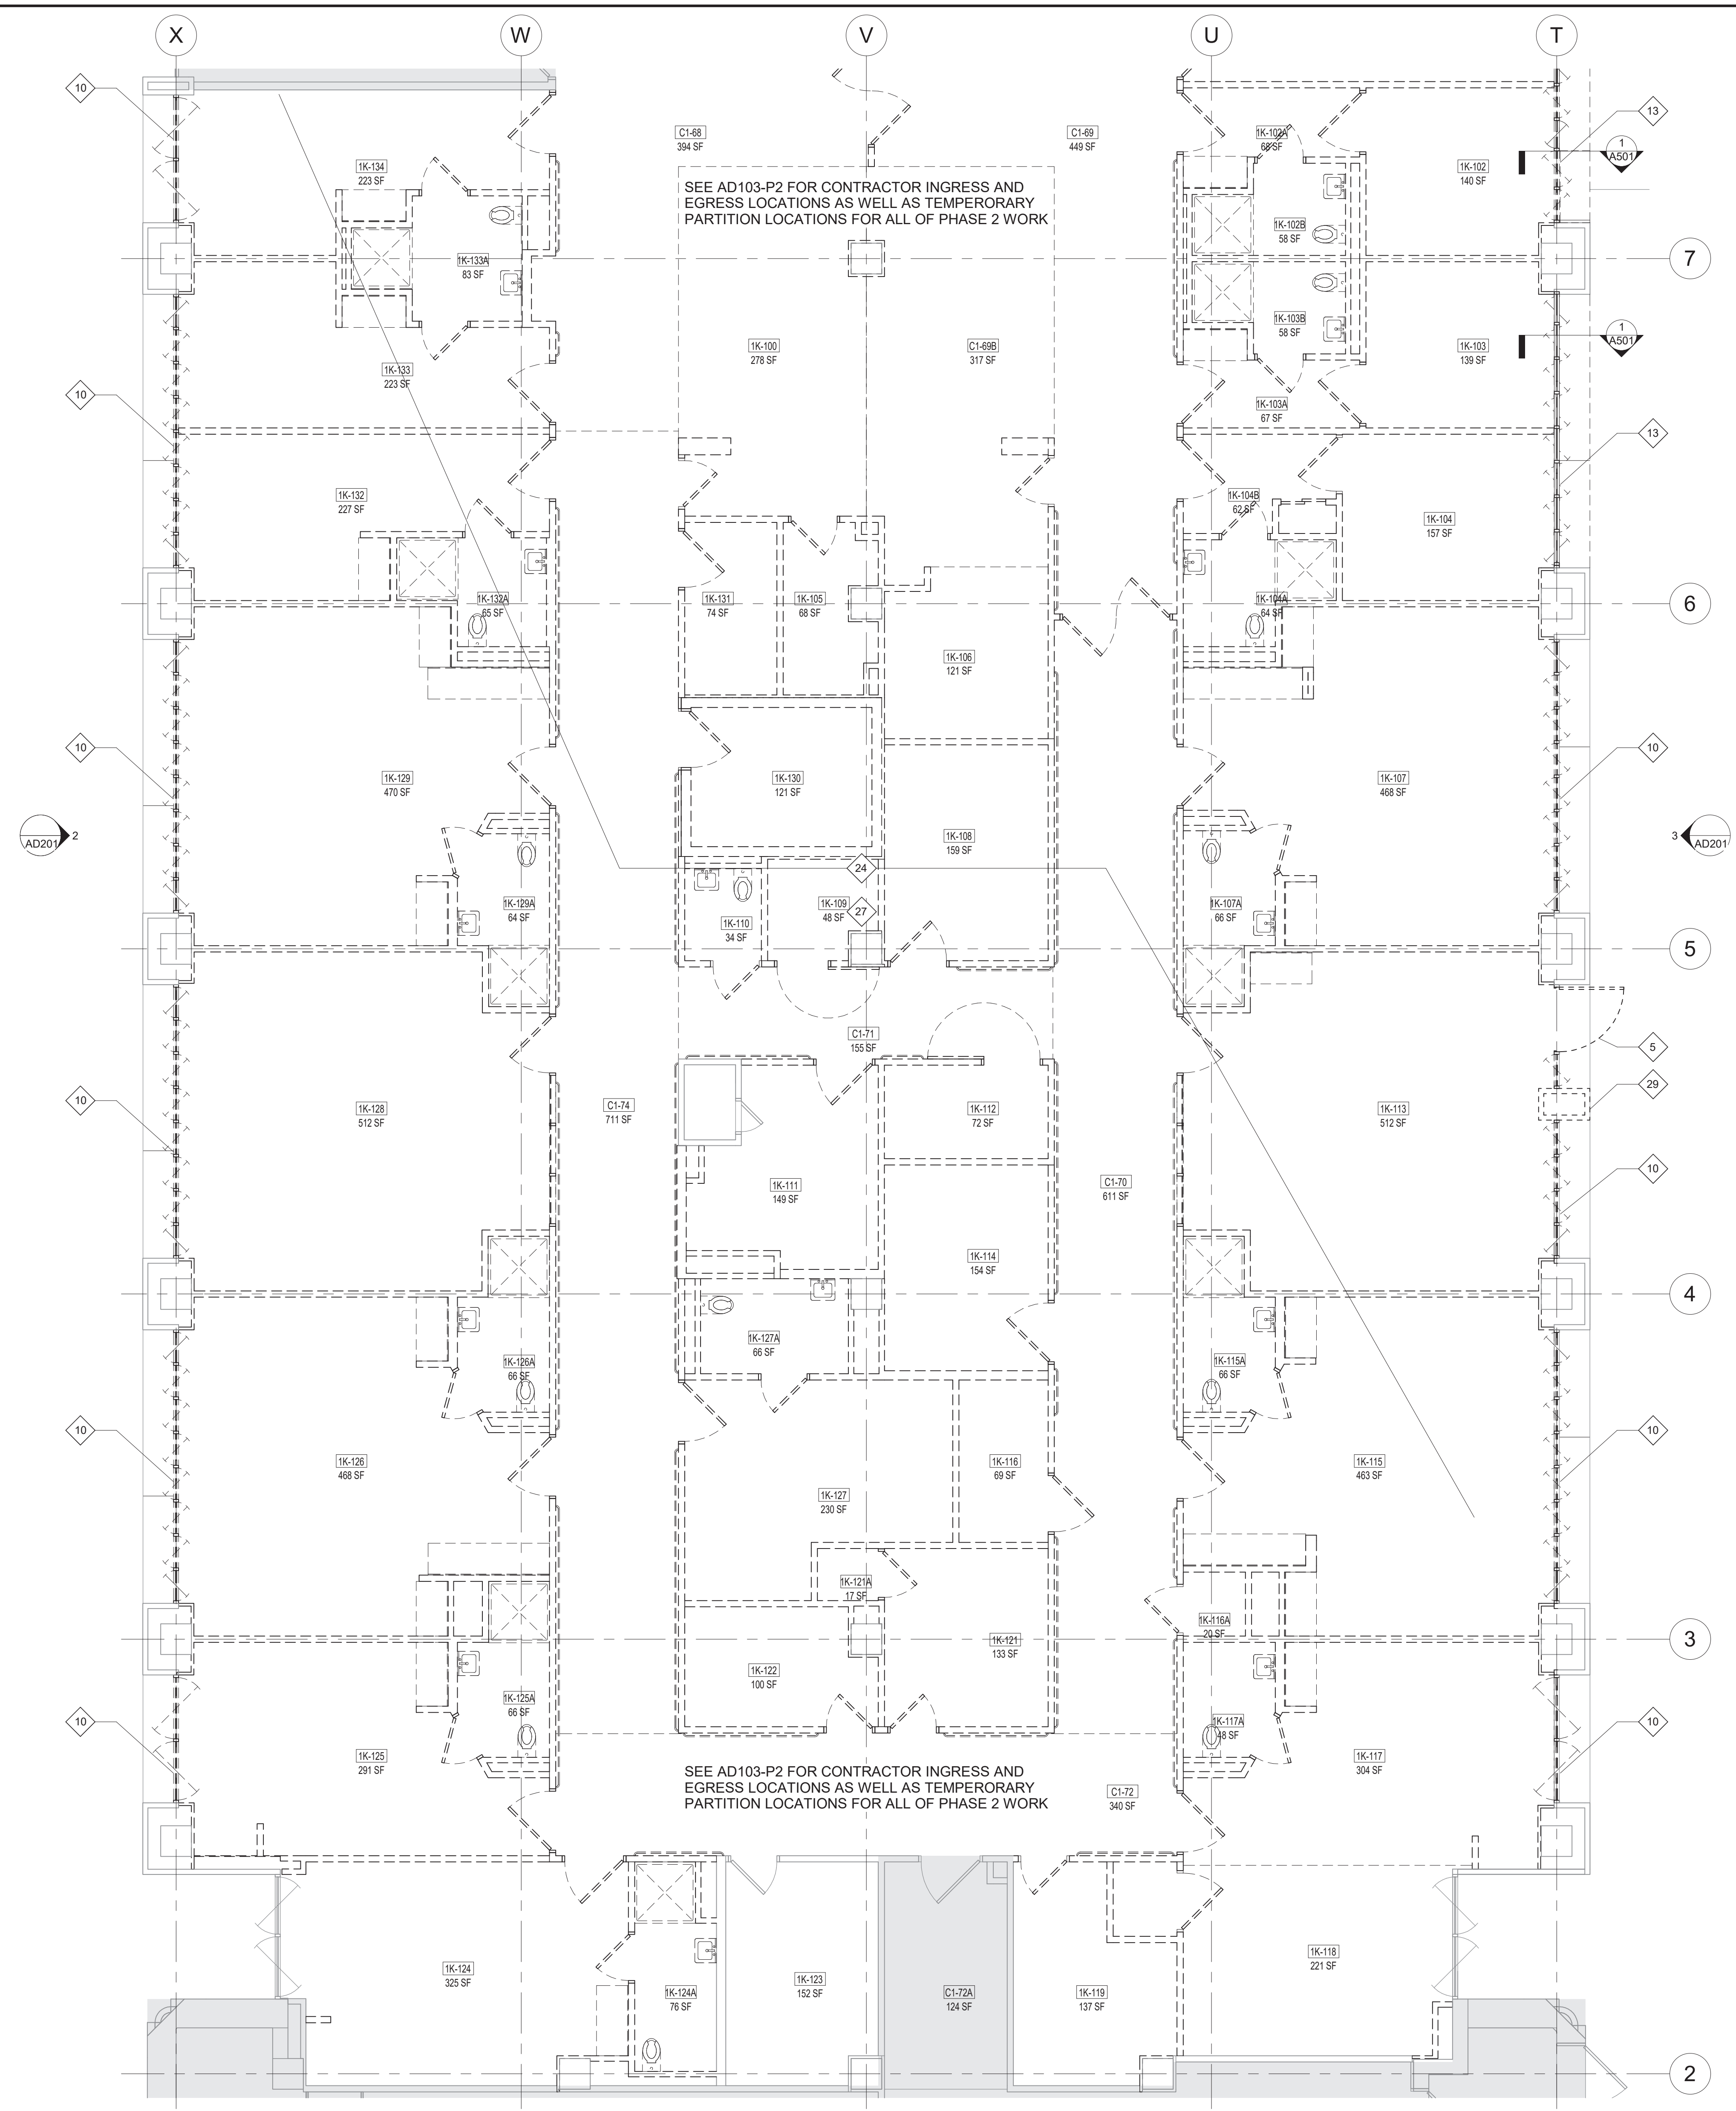 X
W
V
U
T
10
13
C1-68
394 SF
C1-69
449 SF
1K-102A
68 SF
1
A501
1K-134
223 SF
1K-102
140 SF
SEE AD103-P2 FOR CONTRACTOR INGRESS AND
EGRESS LOCATIONS AS WELL AS TEMPERORARY
PARTITION LOCATIONS FOR ALL OF PHASE 2 WORK
1K-102B
58 SF
1K-133A
83 SF
7
1K-103B
58 SF
1
A501
1K-100
278 SF
C1-69B
317 SF
1K-103
139 SF
1K-133
223 SF
10
1K-103A
67 SF
13
1K-132
227 SF
1K-104B
62 SF
1K-104
157 SF
1K-132A
65 SF
1K-131
74 SF
1K-105
68 SF
1K-104A
64 SF
6
1K-106
121 SF
10
10
1K-129
470 SF
1K-130
121 SF
1K-107
468 SF
AD201
2
1K-108
159 SF
3
AD201
24
1K-129A
64 SF
1K-109
48 SF
27
1K-107A
66 SF
1K-110
34 SF
5
C1-71
155 SF
5
29
10
1K-128
512 SF
C1-74
711 SF
1K-112
72 SF
1K-113
512 SF
10
1K-111
149 SF
C1-70
611 SF
1K-114
154 SF
4
1K-127A
66 SF
1K-126A
66 SF
1K-115A
66 SF
10
10
1K-126
468 SF
1K-116
69 SF
1K-115
463 SF
1K-127
230 SF
1K-121A
17 SF
1K-116A
20 SF
1K-121
133 SF
3
1K-122
100 SF
1K-125A
66 SF
1K-117A
48 SF
10
10
1K-125
291 SF
1K-117
304 SF
SEE AD103-P2 FOR CONTRACTOR INGRESS AND
EGRESS LOCATIONS AS WELL AS TEMPERORARY
PARTITION LOCATIONS FOR ALL OF PHASE 2 WORK
C1-72
340 SF
1K-118
221 SF
1K-124
325 SF
1K-123
152 SF
1K-124A
76 SF
C1-72A
124 SF
1K-119
137 SF
2